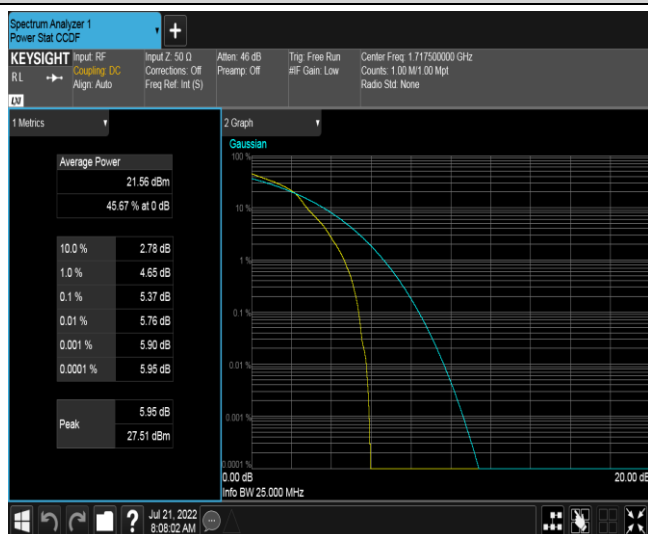 Spectrum Analyzer 1
Power Stat CCDF
KEYSIGHT
RL
LXI
Input: RF
Coupling: DC
Align: Auto
Input Z: 50 Ω
Corrections: Off
Freq Ref: Int (S)
Atten: 46 dB
Preamp: Off
Trig: Free Run
#IF Gain: Low
Center Freq: 1.717500000 GHz
Counts: 1.00 M/1.00 Mpt
Radio Std: None
1 Metrics
Average Power
21.56 dBm
45.67 % at 0 dB
10.0 % 2.78 dB
1.0 % 4.65 dB
0.1 % 5.37 dB
0.01 % 5.76 dB
0.001 % 5.90 dB
0.0001 % 5.95 dB
Peak
5.95 dB
27.51 dBm
2 Graph
Gaussian
100 %
10 %
1 %
0.1 %
0.01 %
0.001 %
0.0001 %
0.00 dB
20.00 dB
Info BW 25.000 MHz
?
Jul 21, 2022
8:08:02 AM